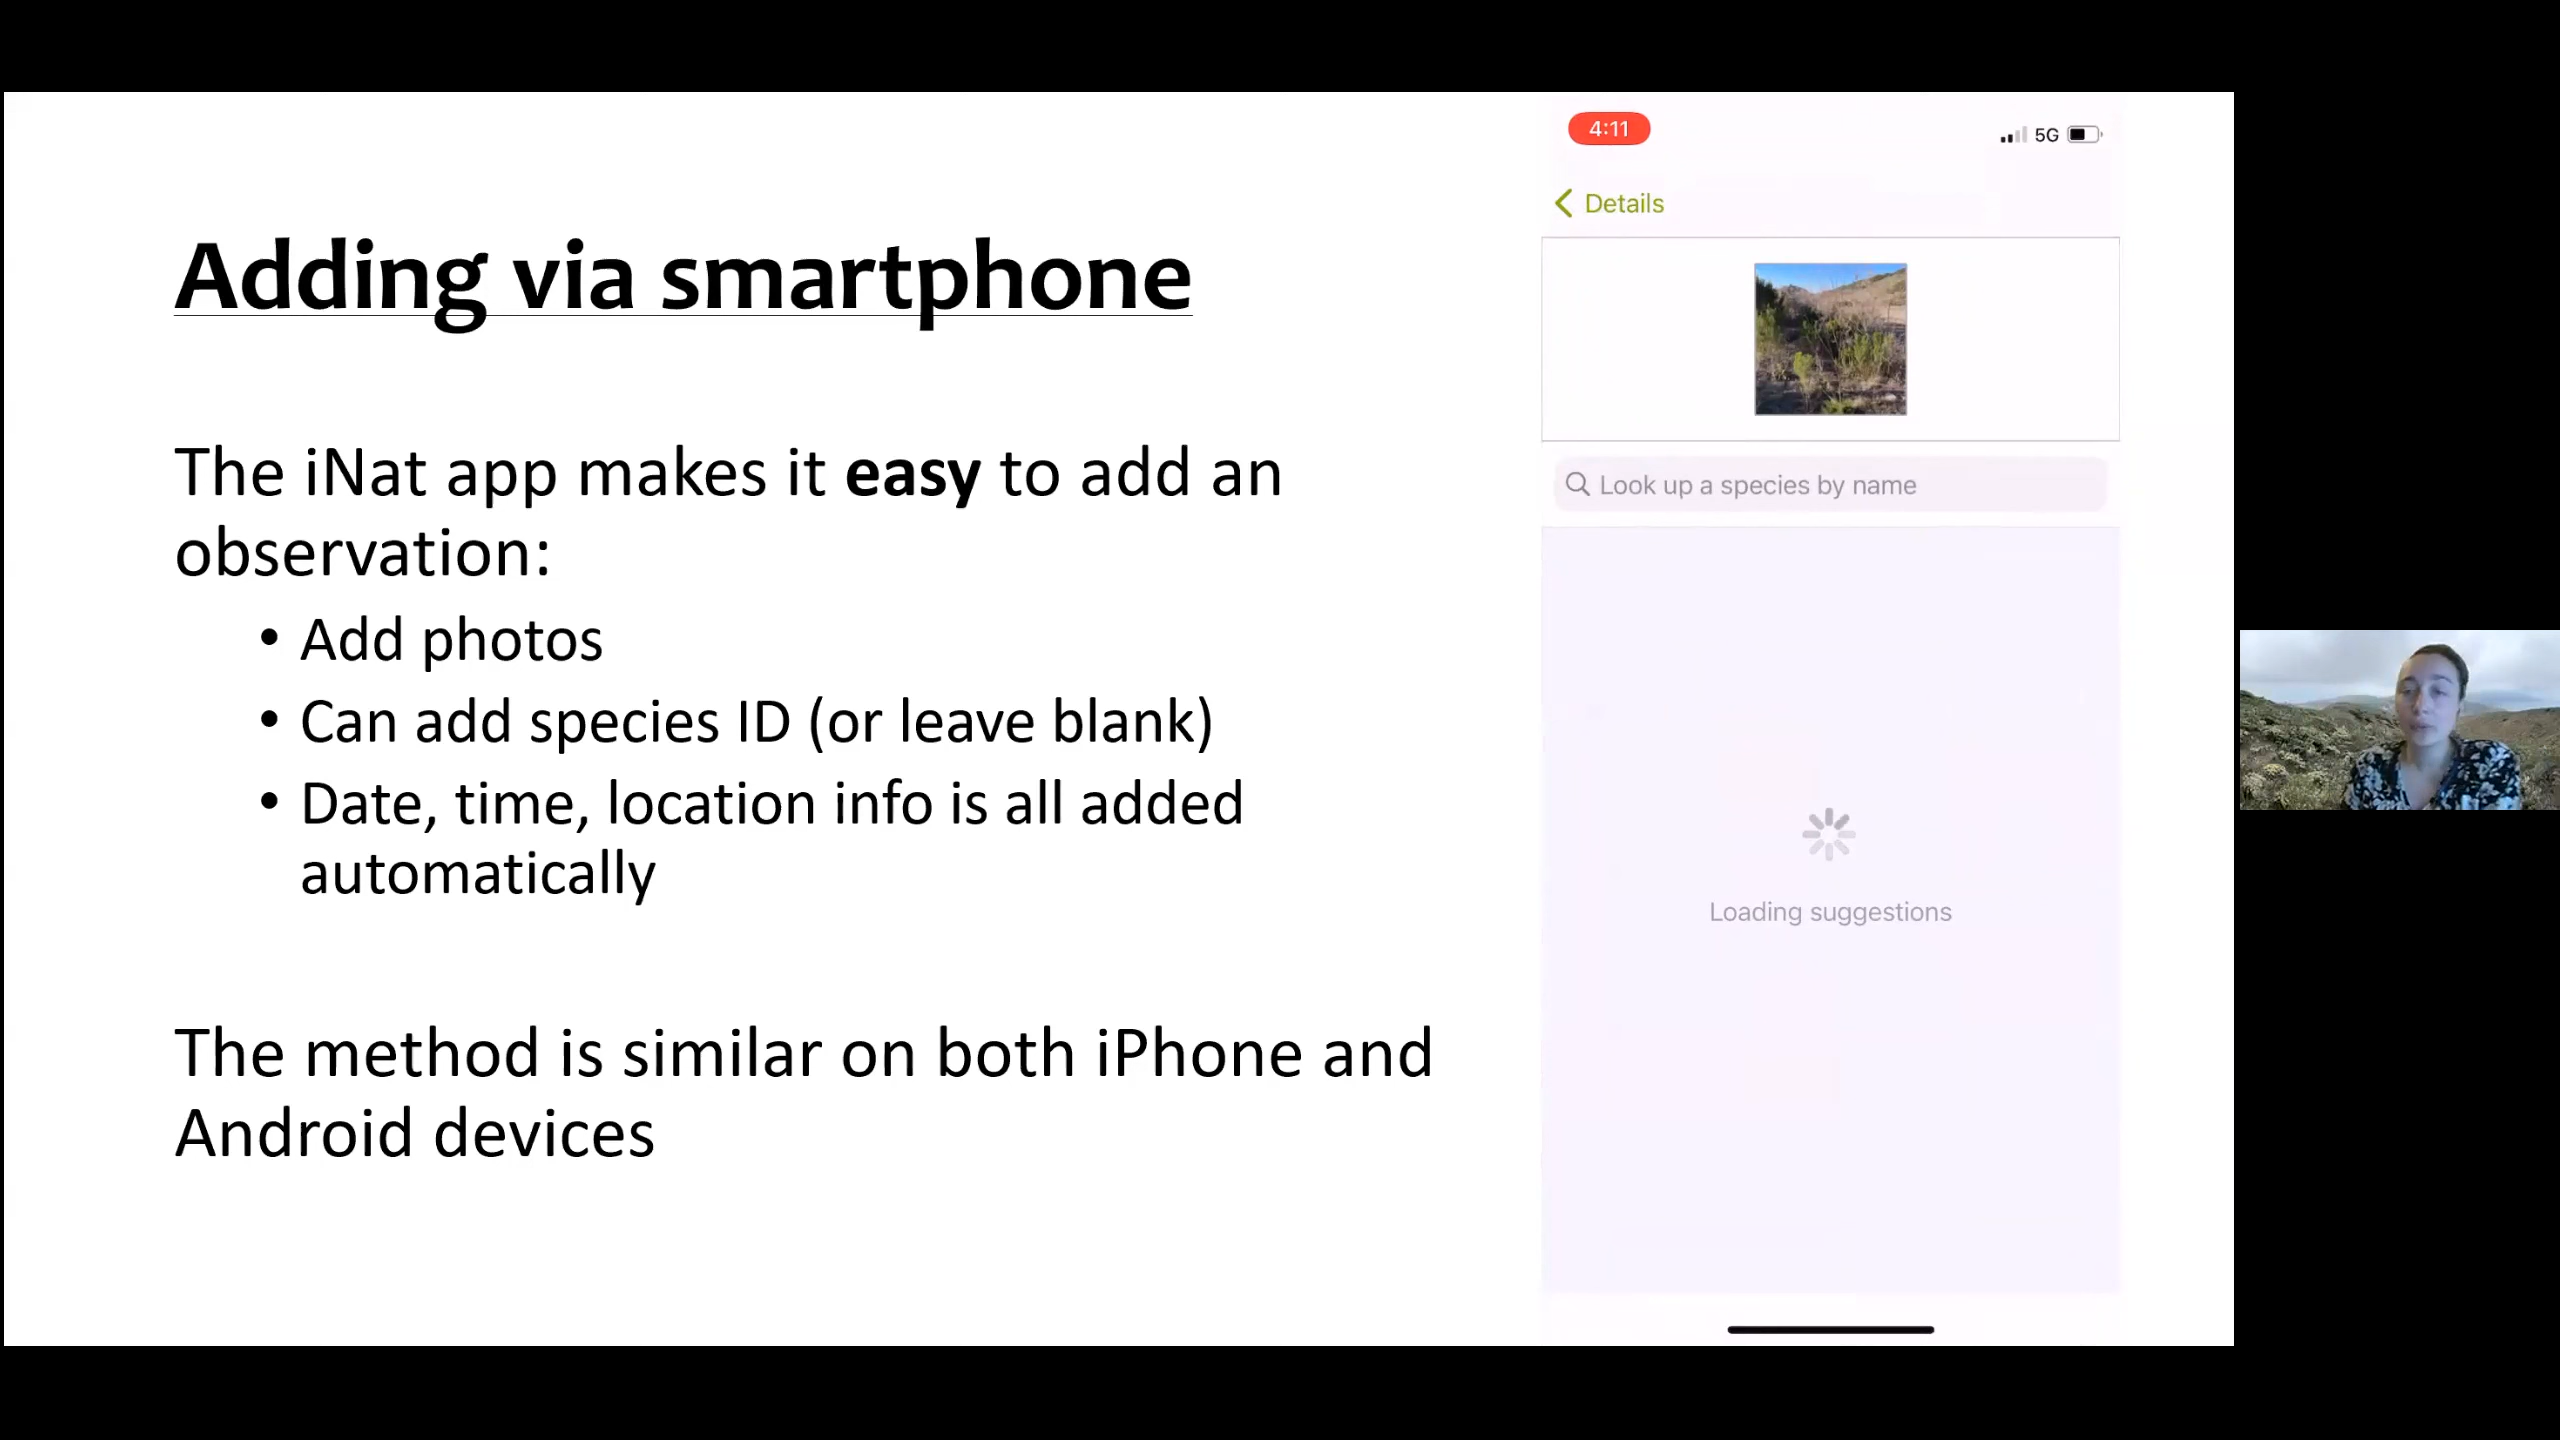 Adding via smartphone
The iNat app makes it easy to add an
observation:
• Add photos
• Can add species ID (or leave blank)
• Date, time, location info is all added
automatically
The method is similar on both iPhone and
Android devices
4:11
5G
Details
Look up a species by name
Loading suggestions